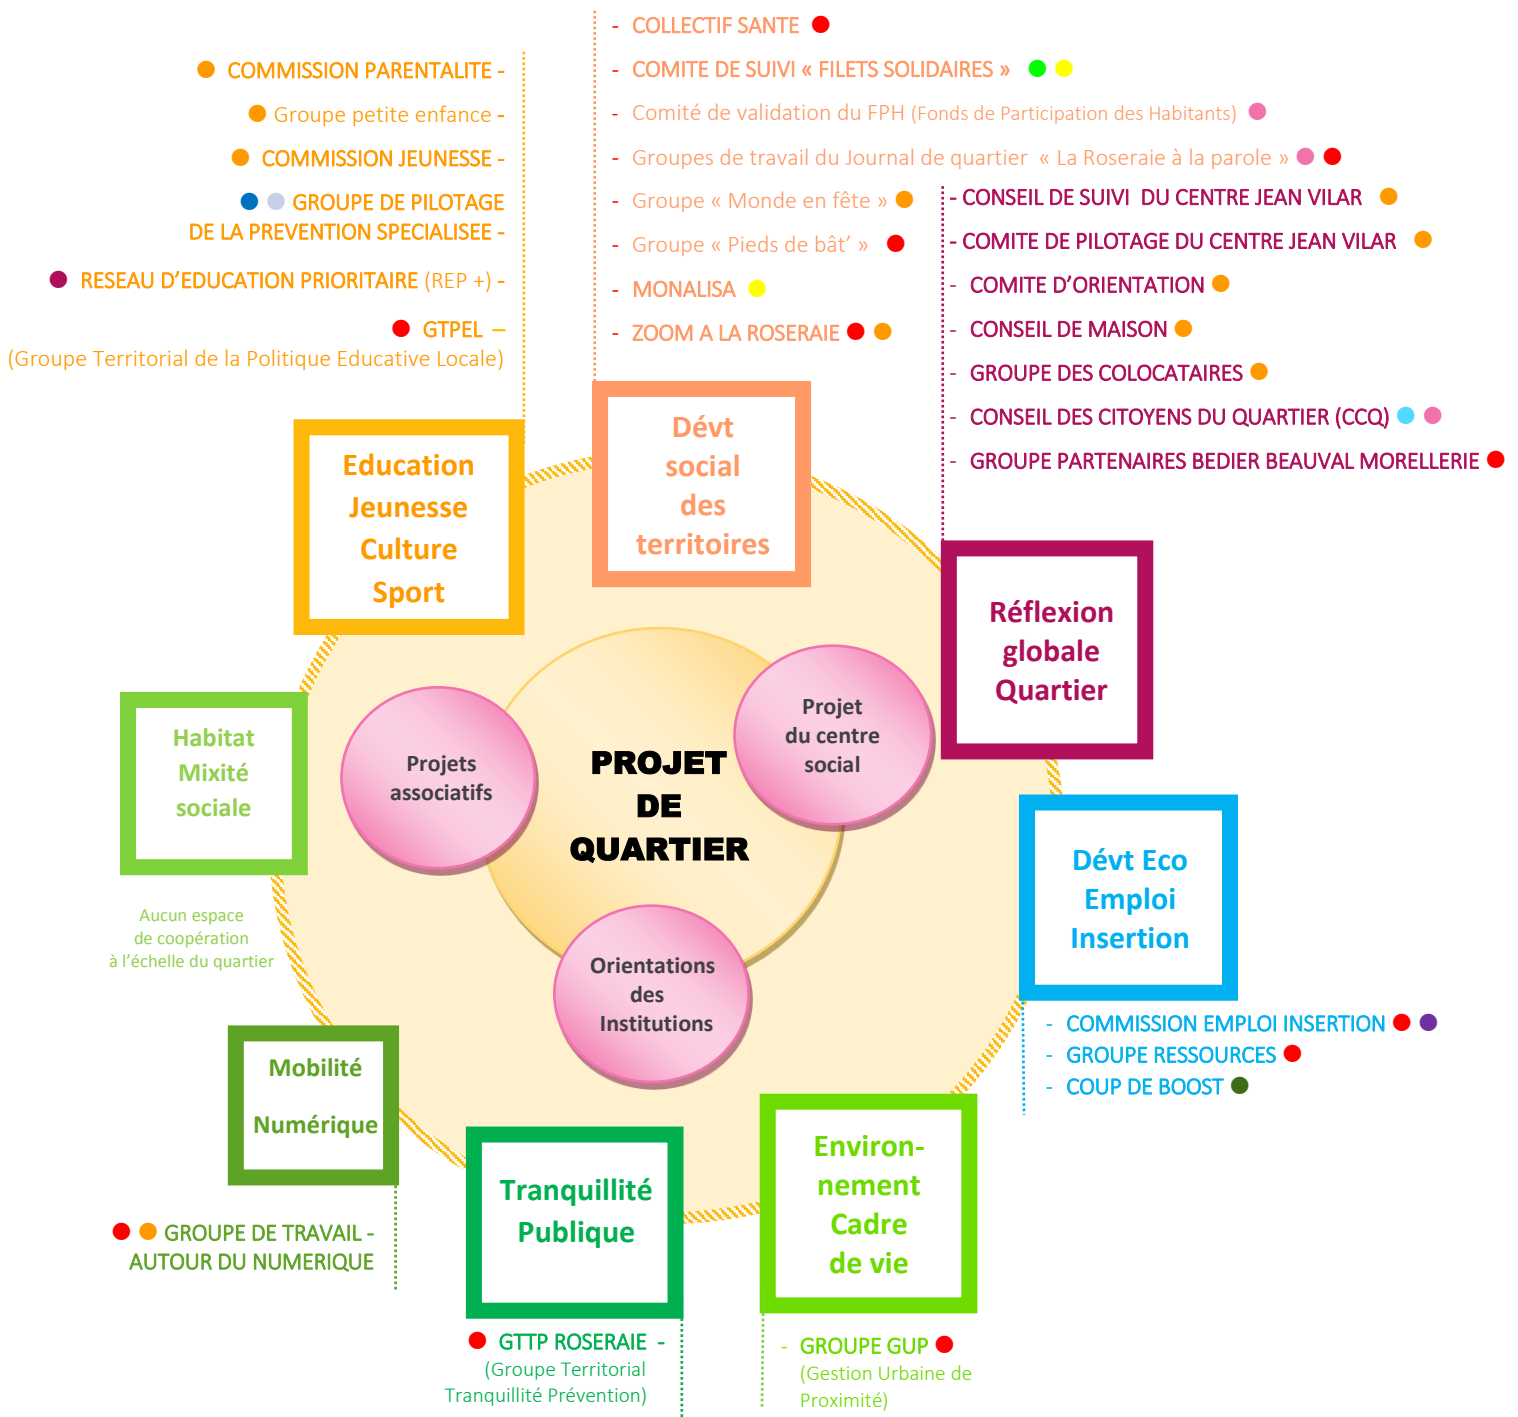 COMMISSION PARENTALITE -
Groupe petite enfance -
COMMISSION JEUNESSE -
GROUPE DE PILOTAGE
DE LA PREVENTION SPECIALISEE -
RESEAU D’EDUCATION PRIORITAIRE (REP +) -
GTPEL –
(Groupe Territorial de la Politique Educative Locale)
- COLLECTIF SANTE
- COMITE DE SUIVI « FILETS SOLIDAIRES »
- Comité de validation du FPH (Fonds de Participation des Habitants)
- Groupes de travail du Journal de quartier « La Roseraie à la parole »
- Groupe « Monde en fête »
- Groupe « Pieds de bât’ »
- MONALISA
- ZOOM A LA ROSERAIE
- CONSEIL DE SUIVI DU CENTRE JEAN VILAR
- COMITE DE PILOTAGE DU CENTRE JEAN VILAR
- COMITE D’ORIENTATION
- CONSEIL DE MAISON
- GROUPE DES COLOCATAIRES
- CONSEIL DES CITOYENS DU QUARTIER (CCQ)
- GROUPE PARTENAIRES BEDIER BEAUVAL MORELLERIE
Education
Jeunesse
Culture
Sport
Dévt
social
des
territoires
Réflexion
globale
Quartier
Habitat
Mixité
sociale
Aucun espace
de coopération
à l’échelle du quartier
Projets
associatifs
PROJET
DE
QUARTIER
Projet
du centre
social
Orientations
des
Institutions
Dévt Eco
Emploi
Insertion
- COMMISSION EMPLOI INSERTION
- GROUPE RESSOURCES
- COUP DE BOOST
Mobilité
Numérique
GROUPE DE TRAVAIL -
AUTOUR DU NUMERIQUE
Tranquillité
Publique
GTTP ROSERAIE -
(Groupe Territorial
Tranquillité Prévention)
Environ-
nement
Cadre
de vie
- GROUPE GUP
(Gestion Urbaine de
Proximité)